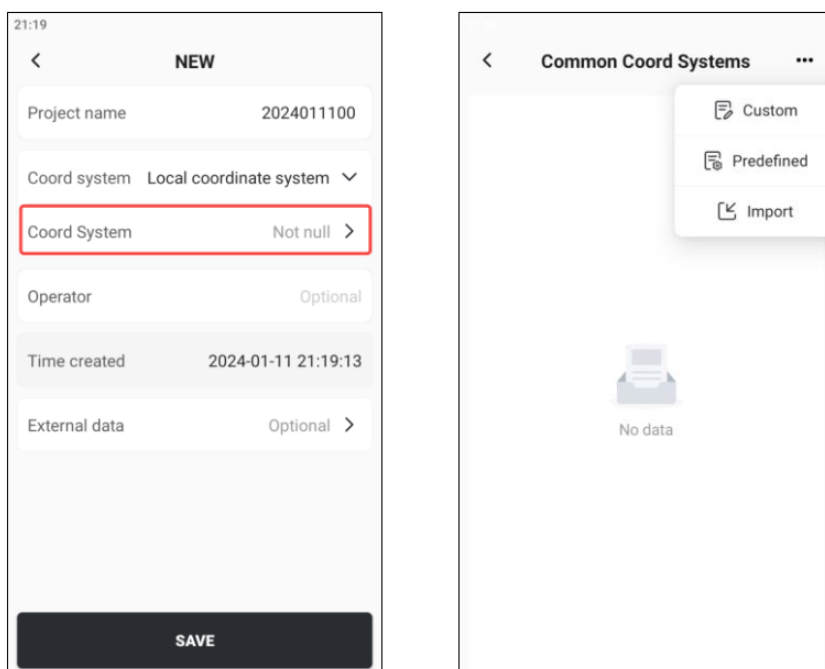 21:19
NEW
Project name 2024011100
Coord system Local coordinate system
Coord System Not null
Operator Optional
Time created 2024-01-11 21:19:13
External data Optional
SAVE
Common Coord Systems
Custom
Predefined
Import
No data